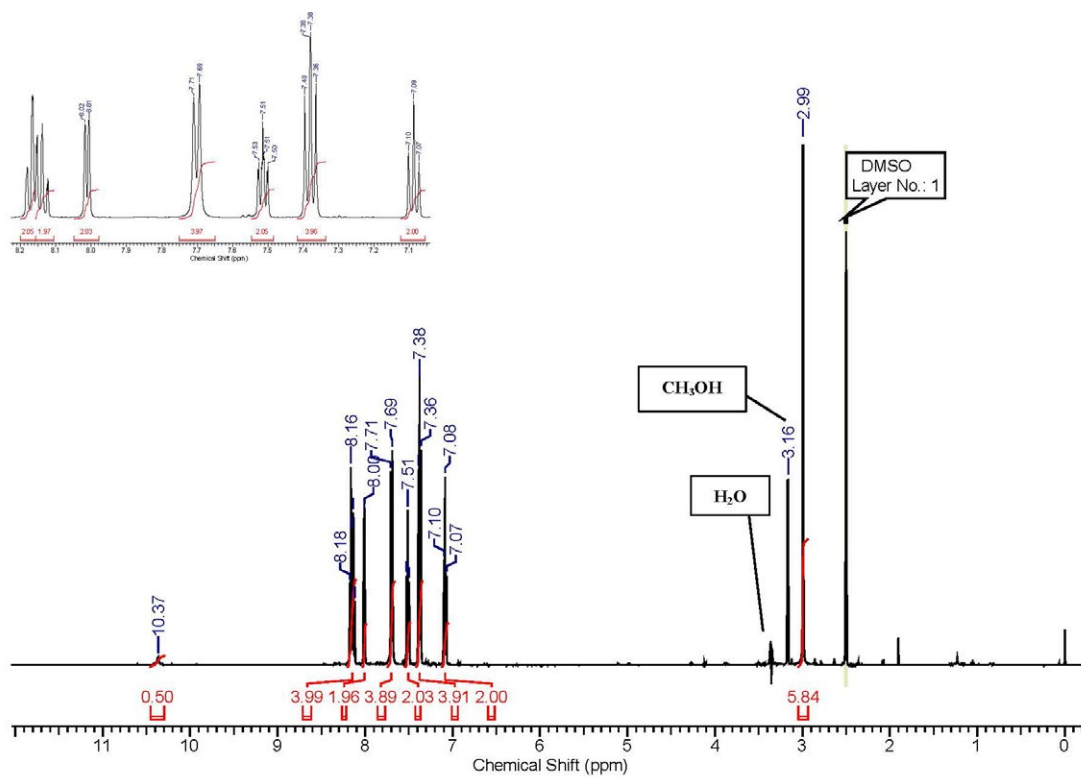 7.71
7.69
8.02
8.01
7.53
7.51
7.51
7.50
7.40
7.38
7.38
7.36
7.10
7.09
7.07
2.05 1.97 2.03 3.97 2.05 3.96 2.00
8.2 8.1 8.0 7.9 7.8 7.7 7.6 7.5 7.4 7.3 7.2 7.1
Chemical Shift (ppm)
2.99
DMSO
Layer No.: 1
CH₃OH
3.16
H₂O
10.37
8.18
8.16
8.00
7.71
7.69
7.51
7.38
7.36
7.10
7.08
7.07
0.50 3.99 1.96 3.89 2.03 3.91 2.00 5.84
11 10 9 8 7 6 5 4 3 2 1 0
Chemical Shift (ppm)